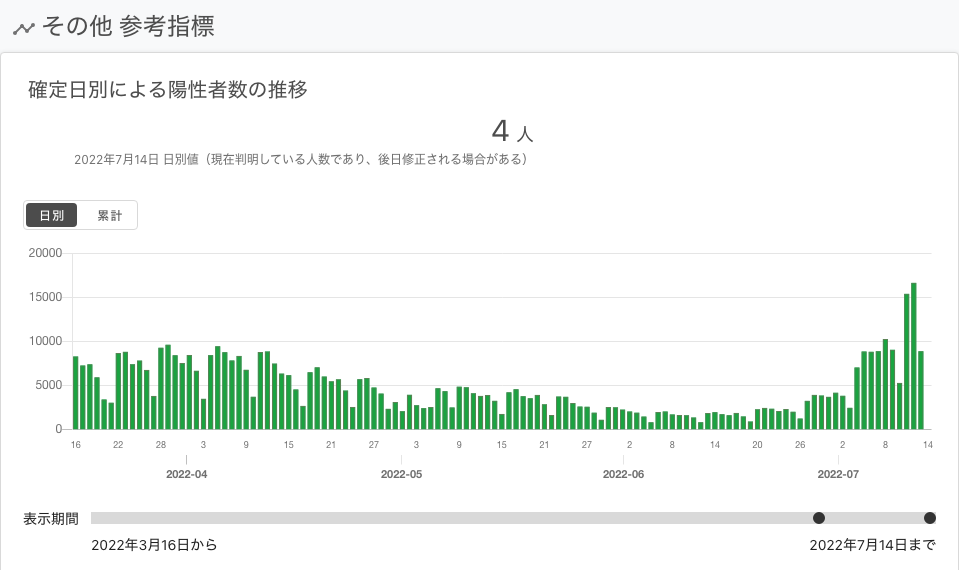 その他 参考指標
確定日別による陽性者数の推移
4 人
2022年7月14日 日別値（現在判明している人数であり、後日修正される場合がある）
日別 累計
20000
15000
10000
5000
0
16 22 28 3 9 15 21 27 3 9 15 21 27 2 8 14 20 26 2 8 14
2022-04 2022-05 2022-06 2022-07
表示期間
2022年3月16日から 2022年7月14日まで